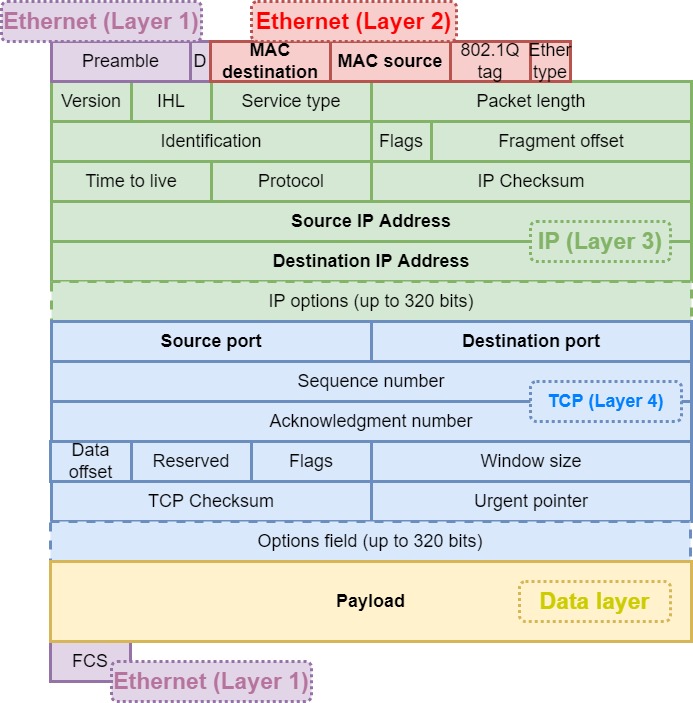 Ethernet (Layer 1)
Ethernet (Layer 2)
Preamble
D
MAC
destination
MAC source
802.1Q
tag
Ether
type
Version
IHL
Service type
Packet length
Identification
Flags
Fragment offset
Time to live
Protocol
IP Checksum
Source IP Address
IP (Layer 3)
Destination IP Address
IP options (up to 320 bits)
Source port
Destination port
Sequence number
TCP (Layer 4)
Acknowledgment number
Data
offset
Reserved
Flags
Window size
TCP Checksum
Urgent pointer
Options field (up to 320 bits)
Payload
Data layer
FCS
Ethernet (Layer 1)